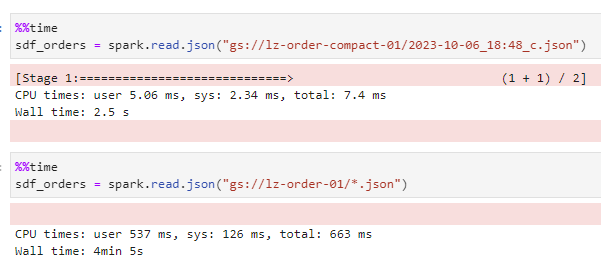 %%time
sdf_orders = spark.read.json("gs://lz-order-compact-01/2023-10-06_18:48_c.json")
[Stage 1:=============================> (1 + 1) / 2]
CPU times: user 5.06 ms, sys: 2.34 ms, total: 7.4 ms
Wall time: 2.5 s
%%time
sdf_orders = spark.read.json("gs://lz-order-01/*.json")
CPU times: user 537 ms, sys: 126 ms, total: 663 ms
Wall time: 4min 5s